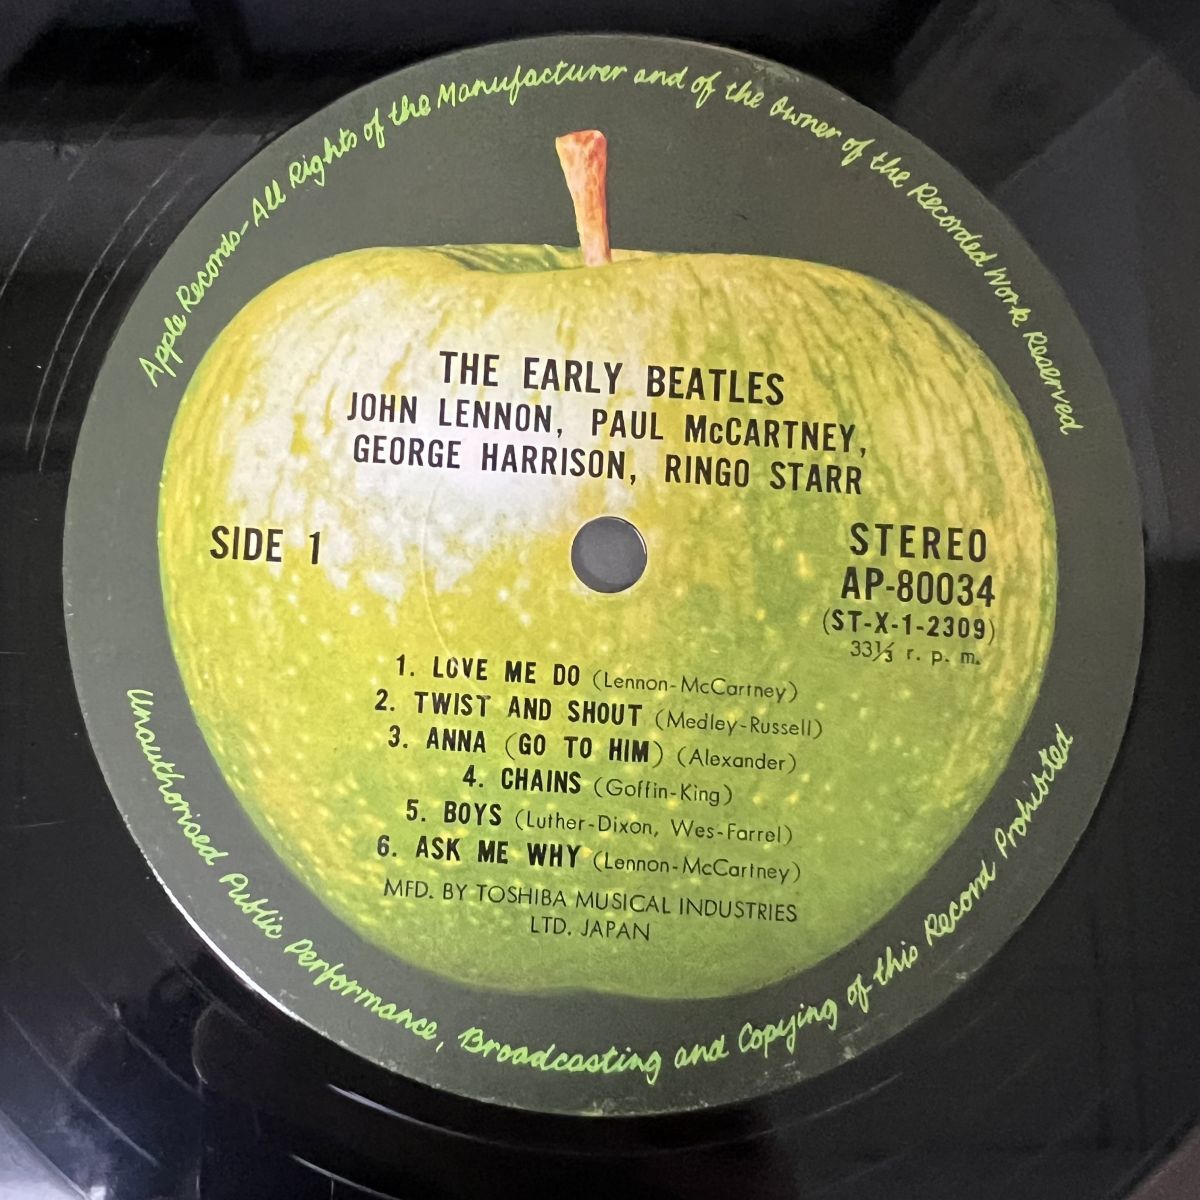 Apple Records-All Rights of the Manufacturer and of the Owner of the Recorded Work Reserved
THE EARLY BEATLES
JOHN LENNON, PAUL McCARTNEY,
GEORGE HARRISON, RINGO STARR
SIDE 1
STEREO
AP-80034
(ST-X-1-2309)
33⅓ r. p. m.
1. LOVE ME DO (Lennon-McCartney)
2. TWIST AND SHOUT (Medley-Russell)
3. ANNA (GO TO HIM) (Alexander)
4. CHAINS (Goffin-King)
5. BOYS (Luther-Dixon, Wes-Farrel)
6. ASK ME WHY (Lennon-McCartney)
MFD. BY TOSHIBA MUSICAL INDUSTRIES
LTD. JAPAN
Unauthorised Public Performance, Broadcasting and Copying of this Record Prohibited